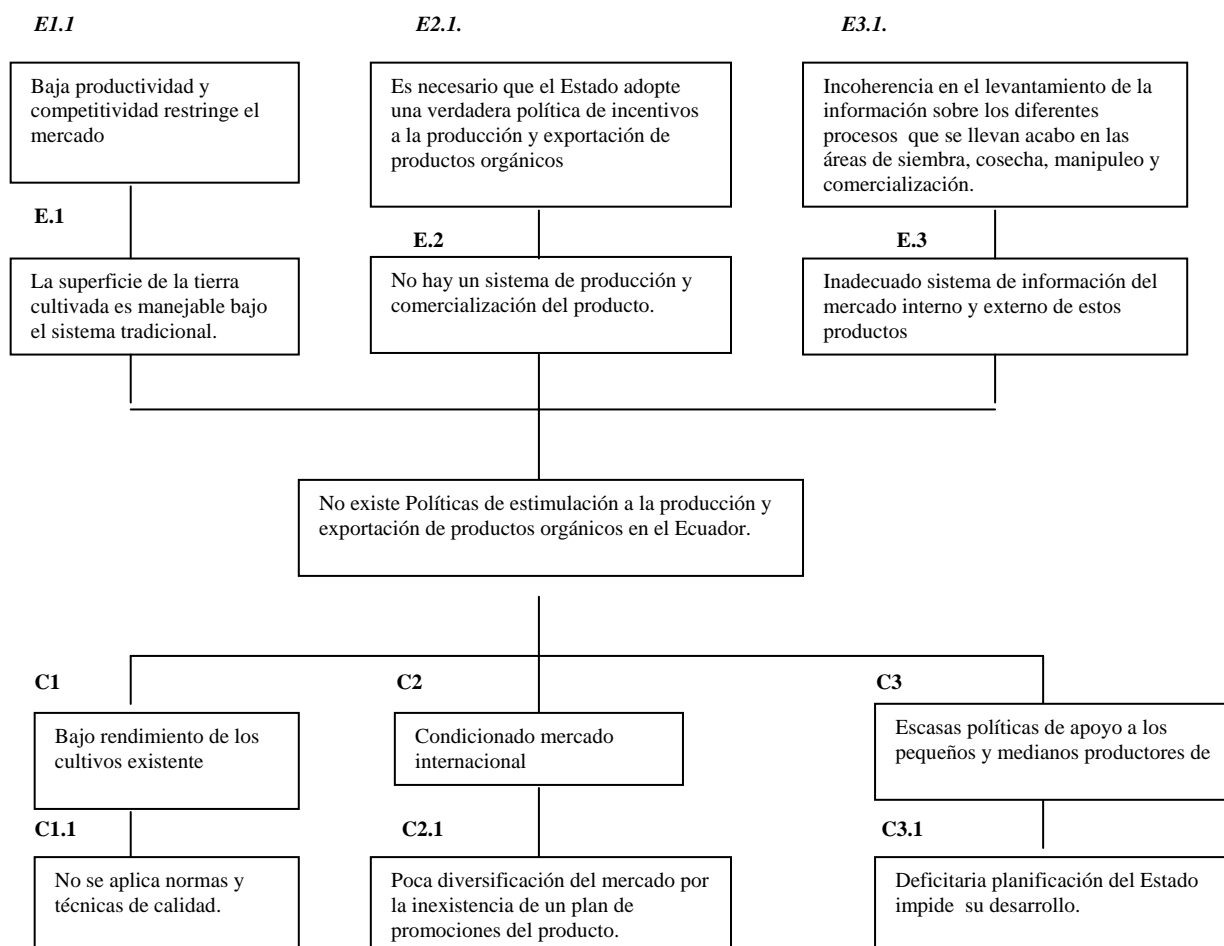 E1.1
E2.1.
E3.1.
Baja productividad y
competitividad restringe el
mercado
Es necesario que el Estado adopte
una verdadera política de incentivos
a la producción y exportación de
productos orgánicos
Incoherencia en el levantamiento de la
información sobre los diferentes
procesos que se llevan acabo en las
áreas de siembra, cosecha, manipuleo y
comercialización.
E.1
E.2
E.3
La superficie de la tierra
cultivada es manejable bajo
el sistema tradicional.
No hay un sistema de producción y
comercialización del producto.
Inadecuado sistema de información del
mercado interno y externo de estos
productos
No existe Políticas de estimulación a la producción y
exportación de productos orgánicos en el Ecuador.
C1
C2
C3
Bajo rendimiento de los
cultivos existente
Condicionado mercado
internacional
Escasas políticas de apoyo a los
pequeños y medianos productores de
C1.1
C2.1
C3.1
No se aplica normas y
técnicas de calidad.
Poca diversificación del mercado por
la inexistencia de un plan de
promociones del producto.
Deficitaria planificación del Estado
impide su desarrollo.